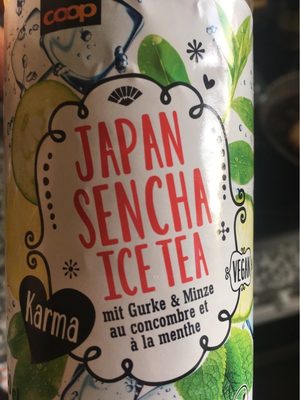 coop
JAPAN
SENCHA
ICE TEA
mit Gurke & Minze
au concombre et
à la menthe
Karma
VEGAN